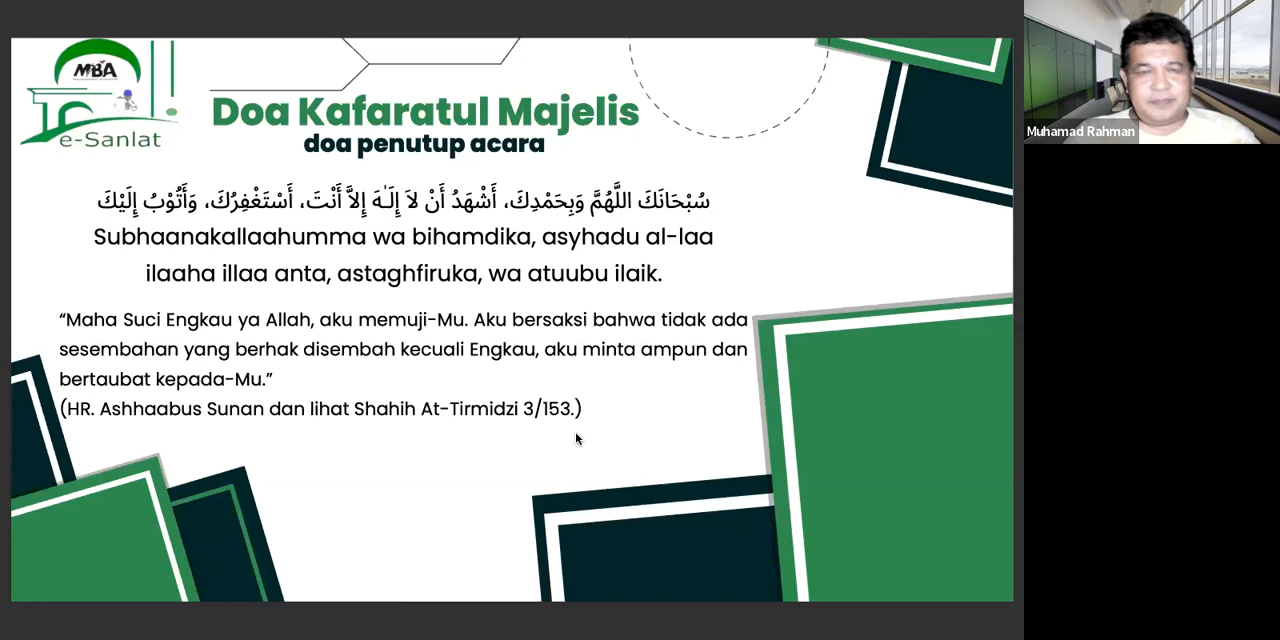 MBA
e-Sanlat
Doa Kafaratul Majelis
doa penutup acara
سُبْحَانَكَ اللَّهُمَّ وَبِحَمْدِكَ، أَشْهَدُ أَنْ لاَ إِلَـٰهَ إِلاَّ أَنْتَ، أَسْتَغْفِرُكَ، وَأَتُوْبُ إِلَيْكَ
Subhaanakallaahumma wa bihamdika, asyhadu al-laa
ilaaha illaa anta, astaghfiruka, wa atuubu ilaik.
“Maha Suci Engkau ya Allah, aku memuji-Mu. Aku bersaksi bahwa tidak ada
sesembahan yang berhak disembah kecuali Engkau, aku minta ampun dan
bertaubat kepada-Mu.”
(HR. Ashhaabus Sunan dan lihat Shahih At-Tirmidzi 3/153.)
Muhamad Rahman